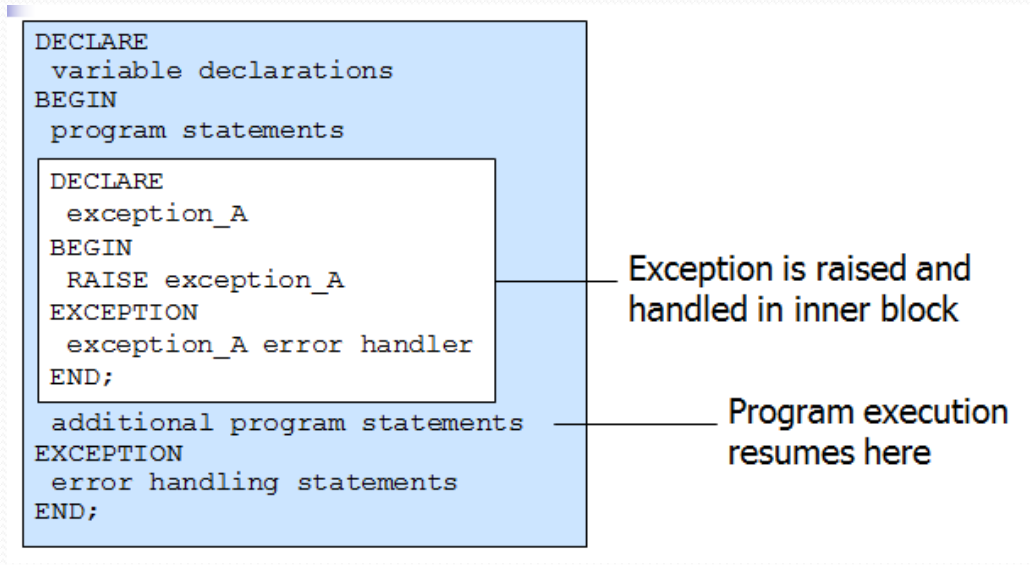 DECLARE
variable declarations
BEGIN
program statements
DECLARE
exception_A
BEGIN
RAISE exception_A
EXCEPTION
exception_A error handler
END;
Exception is raised and
handled in inner block
additional program statements
Program execution
resumes here
EXCEPTION
error handling statements
END;